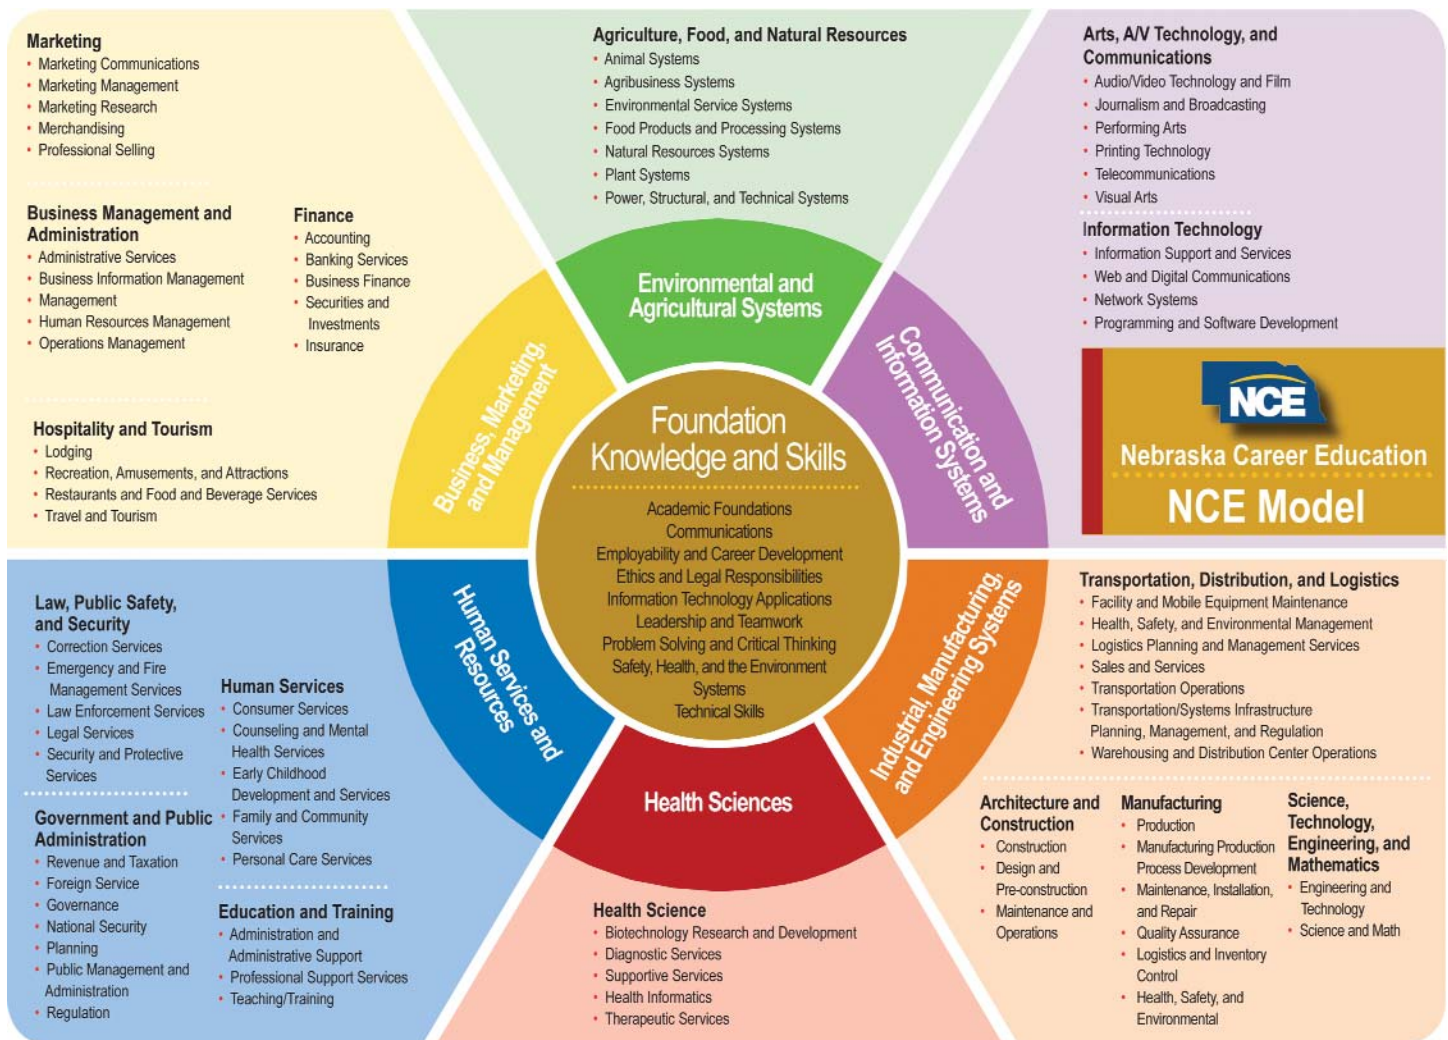 Marketing
• Marketing Communications
• Marketing Management
• Marketing Research
• Merchandising
• Professional Selling
Business Management and
Administration
• Administrative Services
• Business Information Management
• Management
• Human Resources Management
• Operations Management
Finance
• Accounting
• Banking Services
• Business Finance
• Securities and
Investments
• Insurance
Hospitality and Tourism
• Lodging
• Recreation, Amusements, and Attractions
• Restaurants and Food and Beverage Services
• Travel and Tourism
Business, Marketing,
and Management
Agriculture, Food, and Natural Resources
• Animal Systems
• Agribusiness Systems
• Environmental Service Systems
• Food Products and Processing Systems
• Natural Resources Systems
• Plant Systems
• Power, Structural, and Technical Systems
Environmental and
Agricultural Systems
Arts, A/V Technology, and
Communications
• Audio/Video Technology and Film
• Journalism and Broadcasting
• Performing Arts
• Printing Technology
• Telecommunications
• Visual Arts
Information Technology
• Information Support and Services
• Web and Digital Communications
• Network Systems
• Programming and Software Development
Communication and
Information Systems
NCE
Nebraska Career Education
NCE Model
Foundation
Knowledge and Skills
Academic Foundations
Communications
Employability and Career Development
Ethics and Legal Responsibilities
Information Technology Applications
Leadership and Teamwork
Problem Solving and Critical Thinking
Safety, Health, and the Environment
Systems
Technical Skills
Law, Public Safety,
and Security
• Correction Services
• Emergency and Fire
Management Services
• Law Enforcement Services
• Legal Services
• Security and Protective
Services
Government and Public
Administration
• Revenue and Taxation
• Foreign Service
• Governance
• National Security
• Planning
• Public Management and
Administration
• Regulation
Human Services
• Consumer Services
• Counseling and Mental
Health Services
• Early Childhood
Development and Services
• Family and Community
Services
• Personal Care Services
Education and Training
• Administration and
Administrative Support
• Professional Support Services
• Teaching/Training
Human Services and
Resources
Health Sciences
Health Science
• Biotechnology Research and Development
• Diagnostic Services
• Supportive Services
• Health Informatics
• Therapeutic Services
Industrial, Manufacturing,
and Engineering Systems
Transportation, Distribution, and Logistics
• Facility and Mobile Equipment Maintenance
• Health, Safety, and Environmental Management
• Logistics Planning and Management Services
• Sales and Services
• Transportation Operations
• Transportation/Systems Infrastructure
Planning, Management, and Regulation
• Warehousing and Distribution Center Operations
Architecture and
Construction
• Construction
• Design and
Pre-construction
• Maintenance and
Operations
Manufacturing
• Production
• Manufacturing Production
Process Development
• Maintenance, Installation,
and Repair
• Quality Assurance
• Logistics and Inventory
Control
• Health, Safety, and
Environmental
Science,
Technology,
Engineering, and
Mathematics
• Engineering and
Technology
• Science and Math